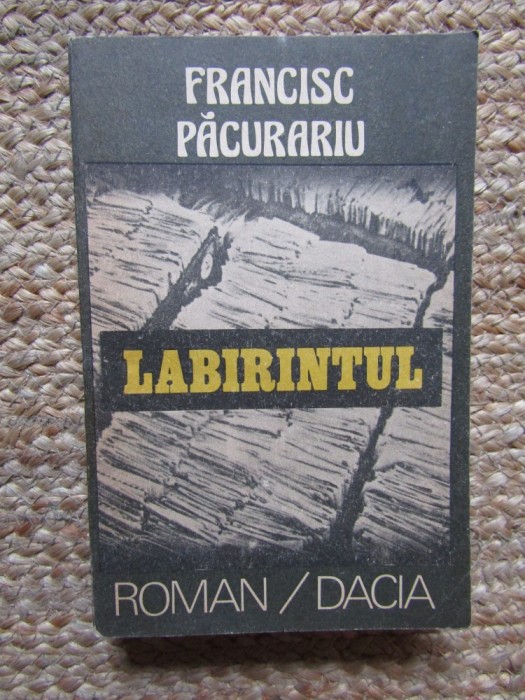 FRANCISC
PĂCURARIU
LABIRINTUL
ROMAN / DACIA